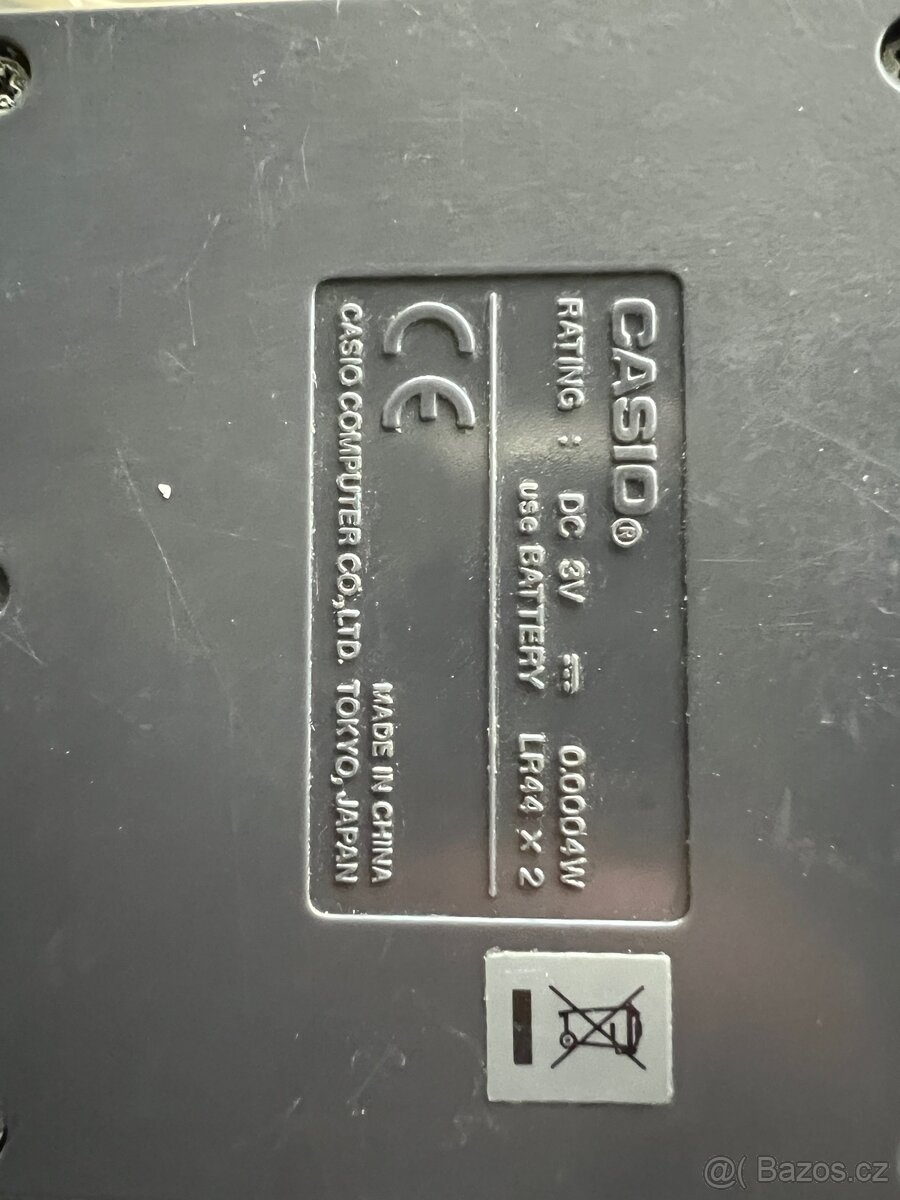 CASIO®
RATING : DC 3V ⎓ 0.0004W
use BATTERY LR44 X 2
CE
MADE IN CHINA
CASIO COMPUTER CO.,LTD. TOKYO, JAPAN
@( Bazos.cz